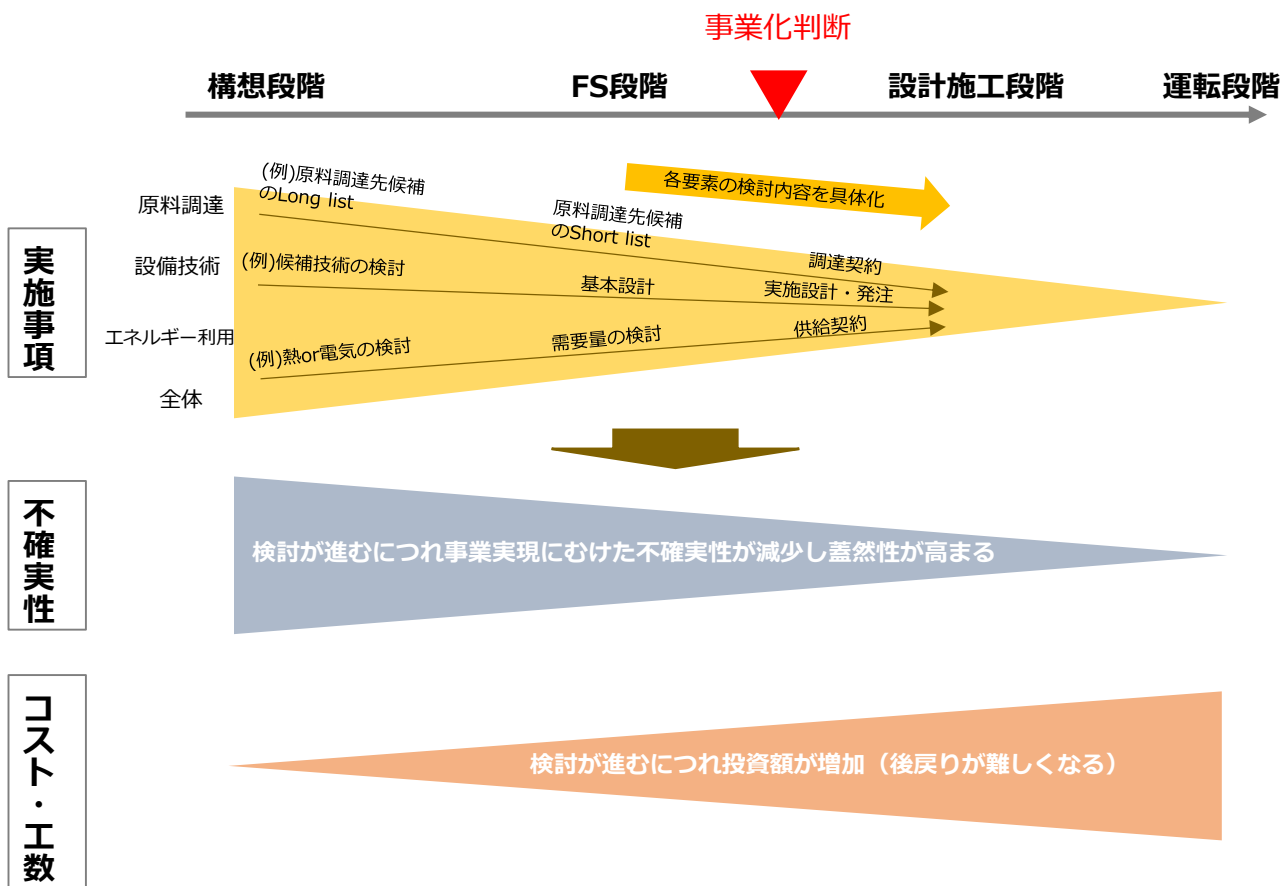 事業化判断
構想段階
FS段階
設計施工段階
運転段階
実施事項
原料調達
設備技術
エネルギー利用
全体
(例)原料調達先候補
のLong list
原料調達先候補
のShort list
調達契約
各要素の検討内容を具体化
(例)候補技術の検討
基本設計
実施設計・発注
(例)熱or電気の検討
需要量の検討
供給契約
不確実性
検討が進むにつれ事業実現にむけた不確実性が減少し蓋然性が高まる
コスト・工数
検討が進むにつれ投資額が増加（後戻りが難しくなる）